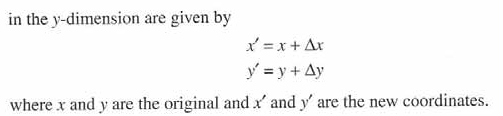 in the y-dimension are given by
x′ = x + Δx
y′ = y + Δy
where x and y are the original and x′ and y′ are the new coordinates.